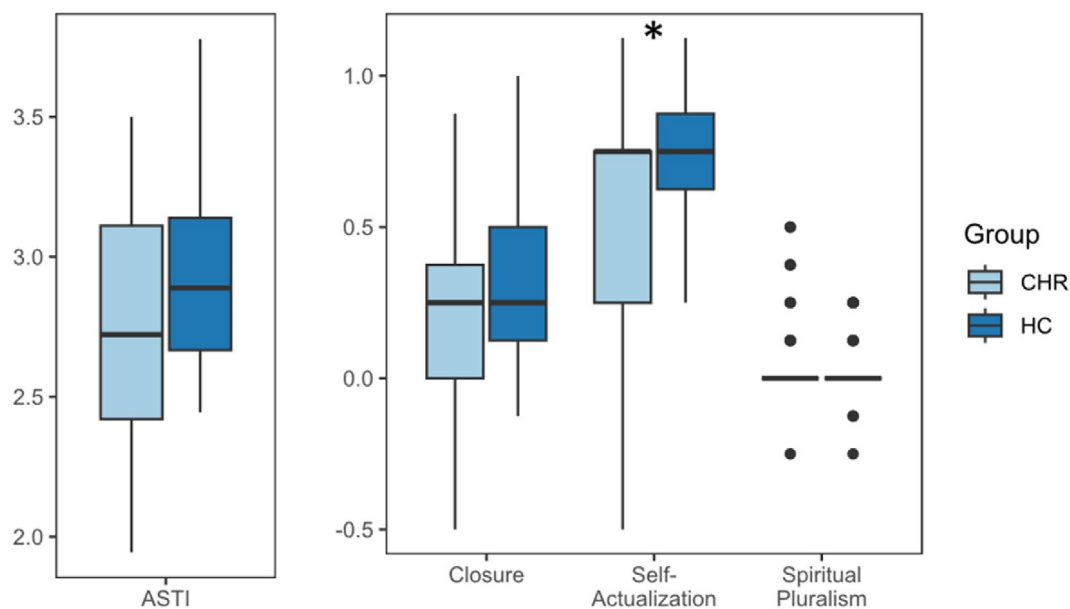 3.5
3.0
2.5
2.0
ASTI
*
1.0
0.5
0.0
-0.5
Closure
Self-
Actualization
Spiritual
Pluralism
Group
CHR
HC